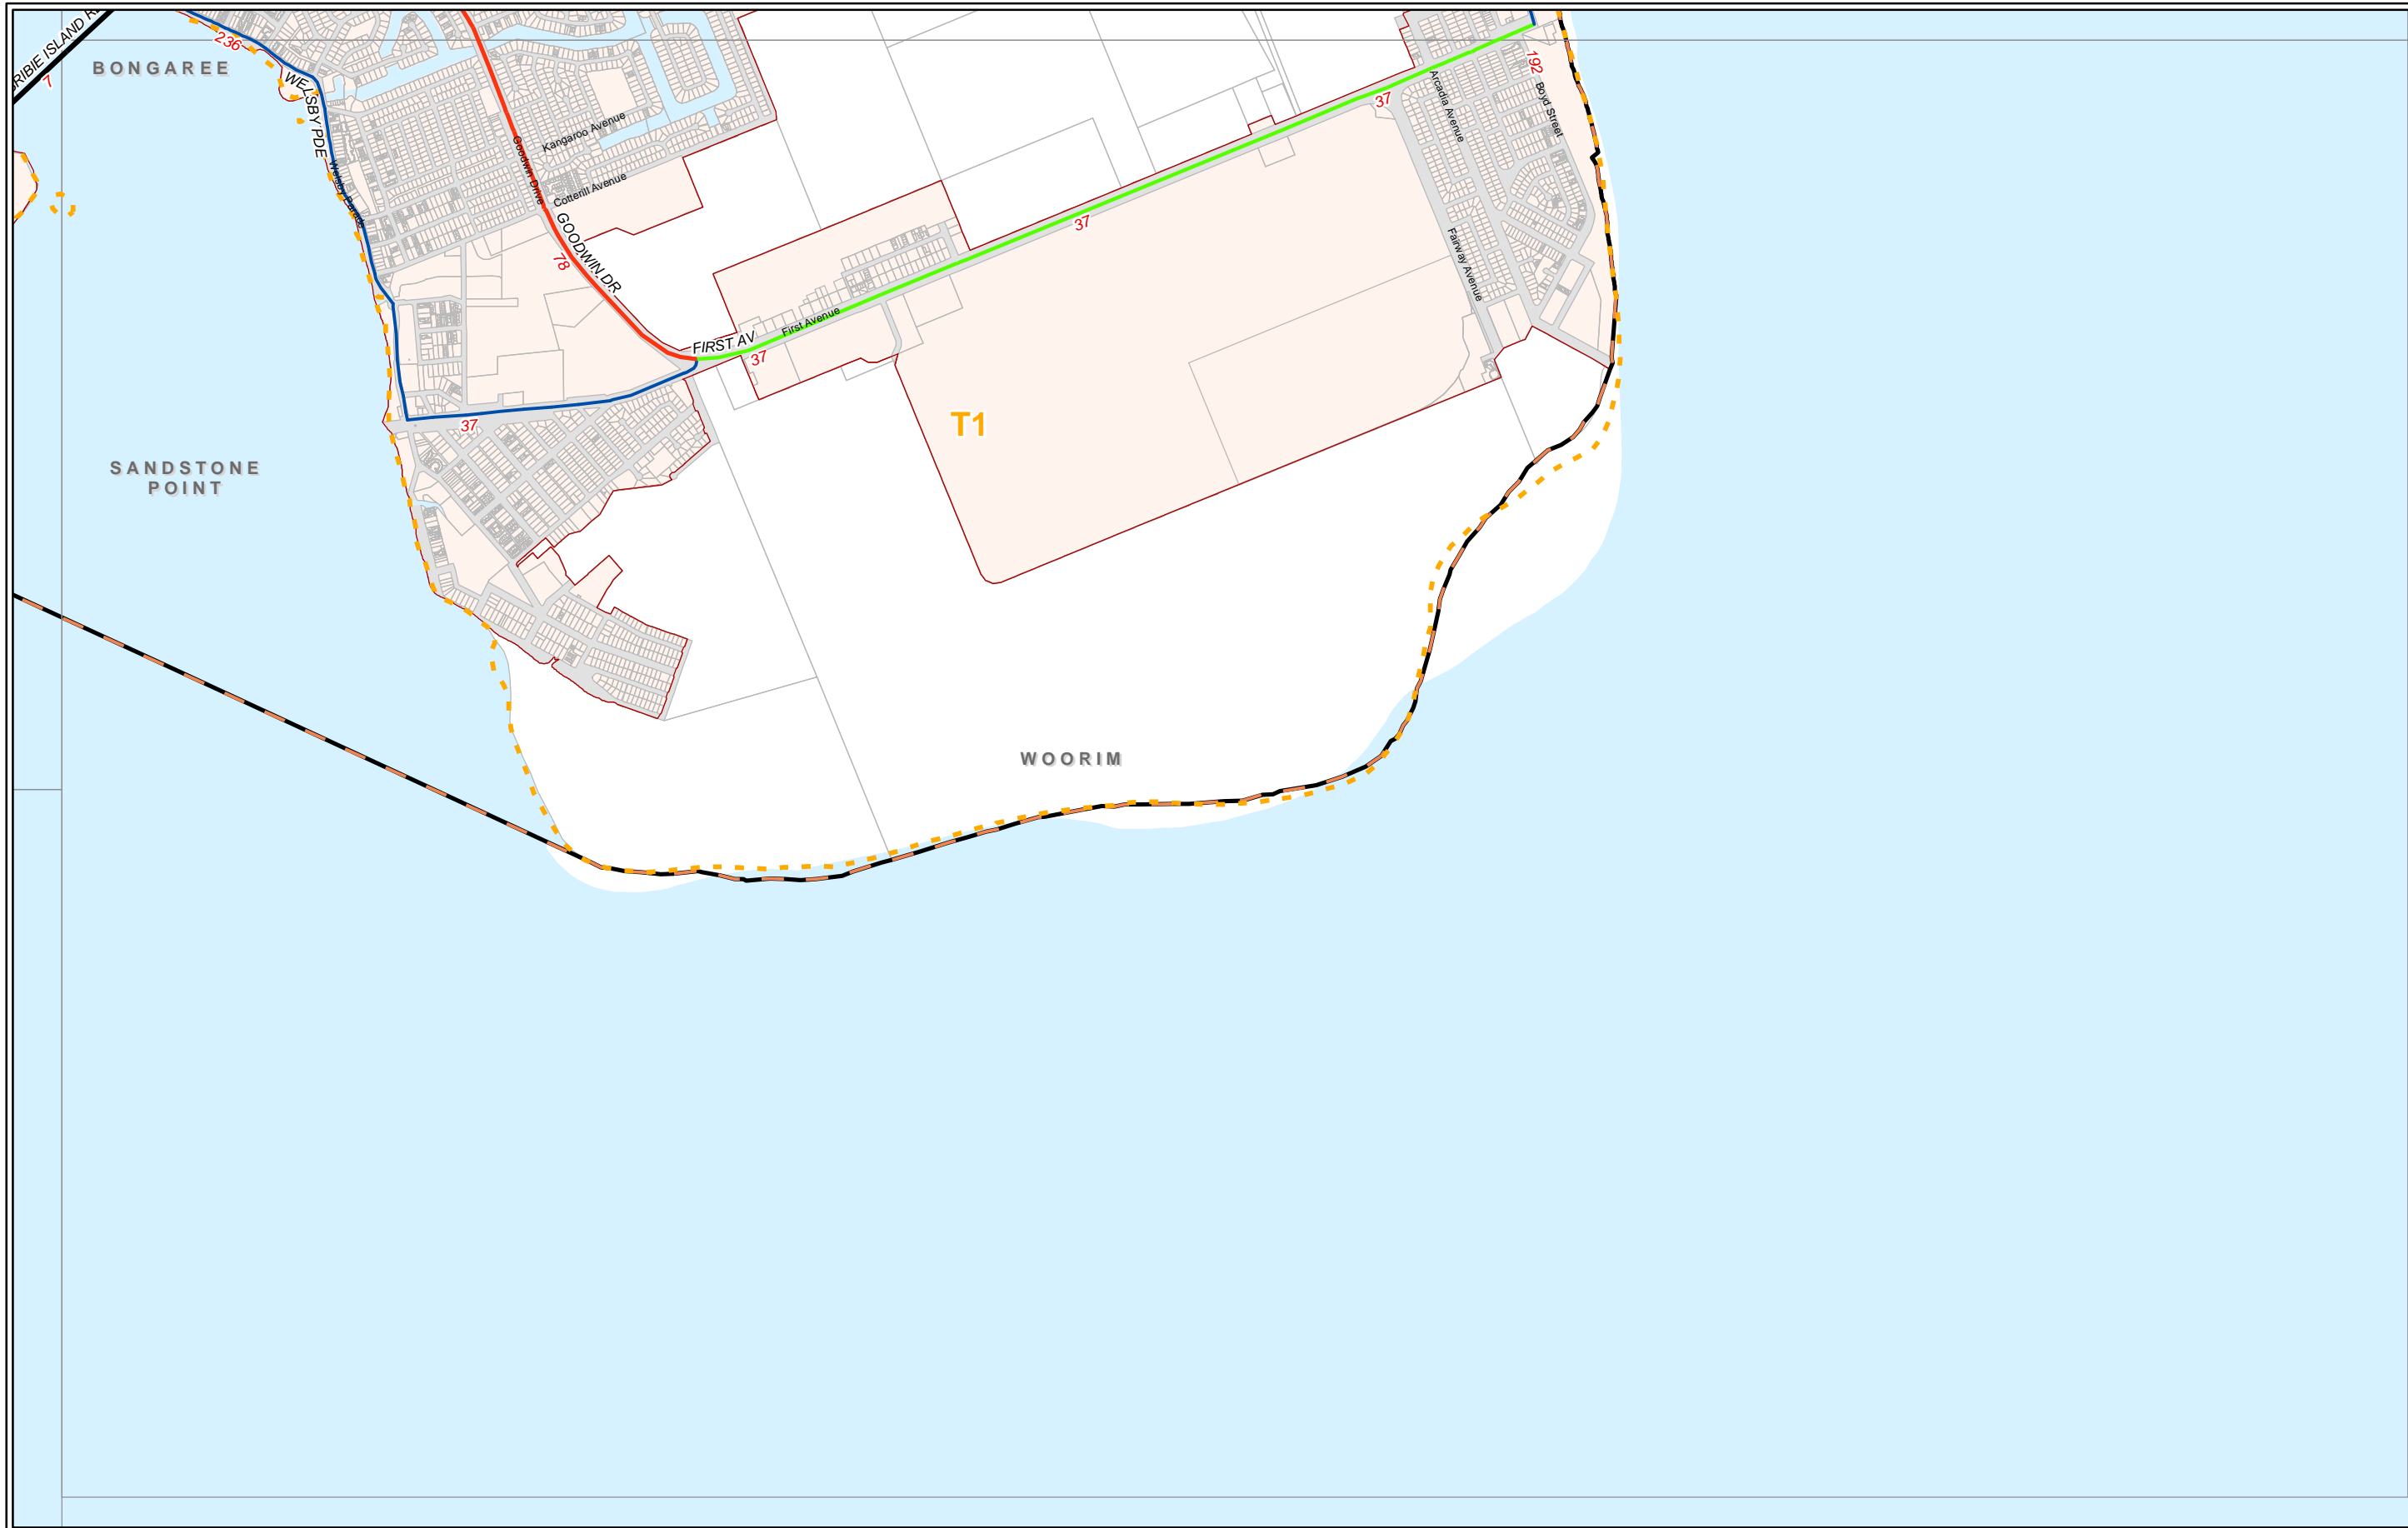 RIBIE ISLAND R
7
236
BONGAREE
WELSBY PDE
Welsby Parade
Kangaroo Avenue
Goodwin Drive
Cotterill Avenue
GOODWIN DR
78
FIRST AV
37
First Avenue
37
37
192
Arcadia Avenue
Boyd Street
Fairway Avenue
37
T1
SANDSTONE
POINT
WOORIM